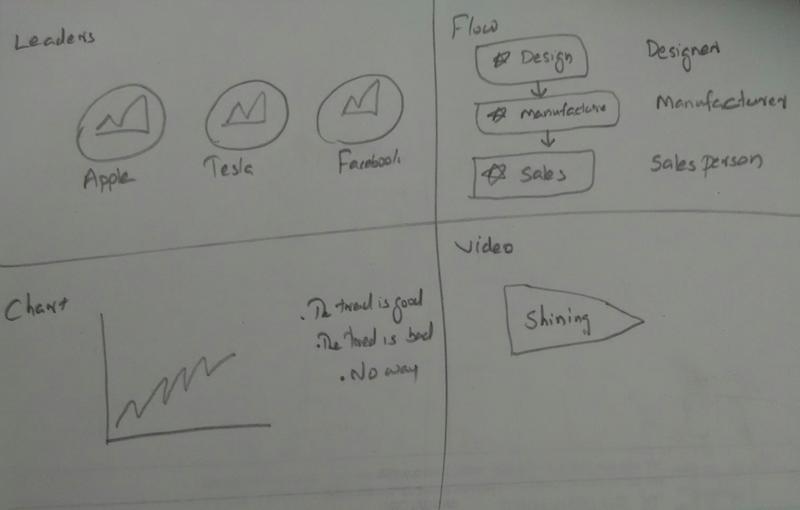 Leaders
Apple
Tesla
Facebook
Flow
Design
Designer
Manufacture
Manufacturer
Sales
Sales person
Chart
. The trend is good
. The trend is bad
. No way
Video
Shining